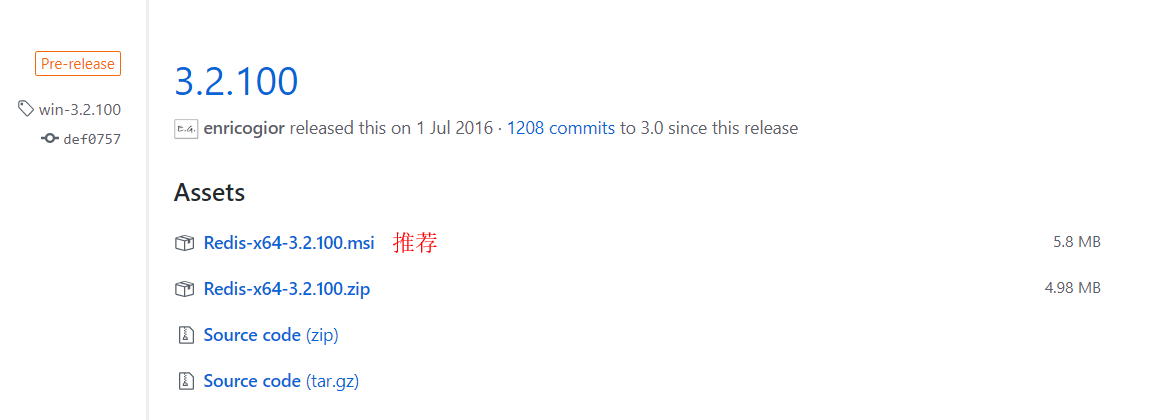 Pre-release
win-3.2.100
def0757
3.2.100
E.G. enricogior released this on 1 Jul 2016 · 1208 commits to 3.0 since this release
Assets
Redis-x64-3.2.100.msi 推荐 5.8 MB
Redis-x64-3.2.100.zip 4.98 MB
Source code (zip)
Source code (tar.gz)